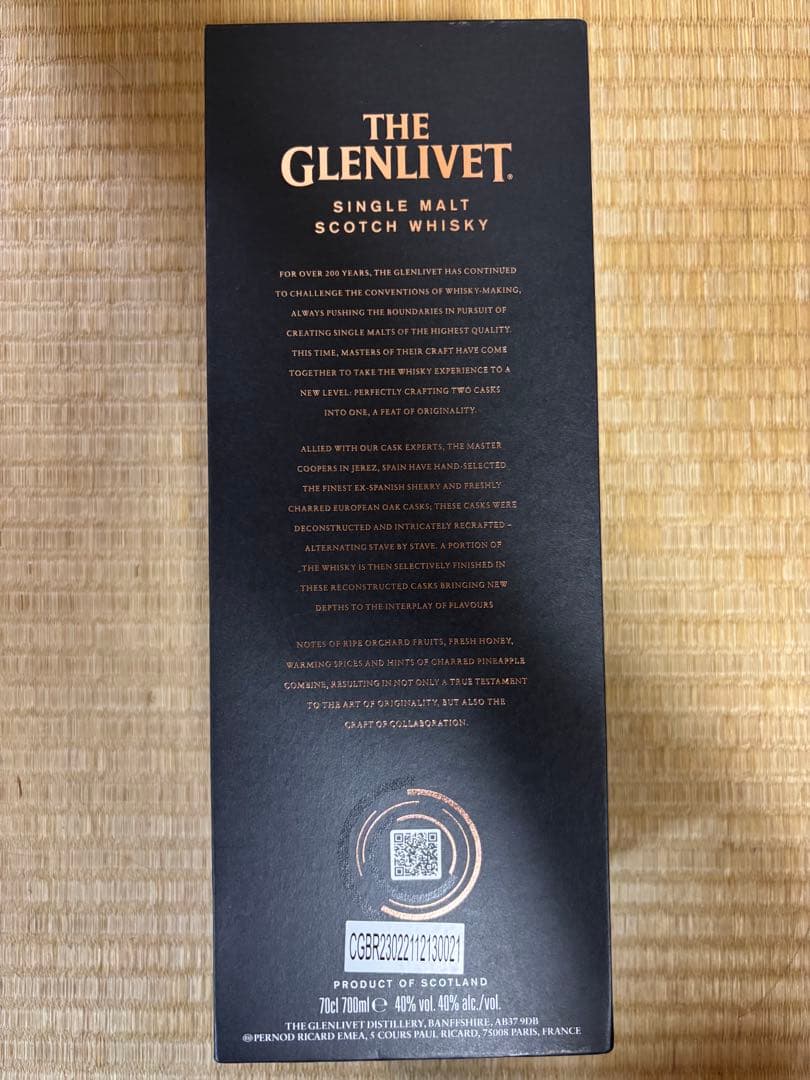 THE
GLENLIVET®
SINGLE MALT
SCOTCH WHISKY
FOR OVER 200 YEARS, THE GLENLIVET HAS CONTINUED
TO CHALLENGE THE CONVENTIONS OF WHISKY-MAKING,
ALWAYS PUSHING THE BOUNDARIES IN PURSUIT OF
CREATING SINGLE MALTS OF THE HIGHEST QUALITY.
THIS TIME, MASTERS OF THEIR CRAFT HAVE COME
TOGETHER TO TAKE THE WHISKY EXPERIENCE TO A
NEW LEVEL: PERFECTLY CRAFTING TWO CASKS
INTO ONE, A FEAT OF ORIGINALITY.
ALLIED WITH OUR CASK EXPERTS, THE MASTER
COOPERS IN JEREZ, SPAIN HAVE HAND-SELECTED
THE FINEST EX-SPANISH SHERRY AND FRESHLY
CHARRED EUROPEAN OAK CASKS; THESE CASKS WERE
DECONSTRUCTED AND INTRICATELY RECRAFTED –
ALTERNATING STAVE BY STAVE. A PORTION OF
THE WHISKY IS THEN SELECTIVELY FINISHED IN
THESE RECONSTRUCTED CASKS BRINGING NEW
DEPTHS TO THE INTERPLAY OF FLAVOURS
NOTES OF RIPE ORCHARD FRUITS, FRESH HONEY,
WARMING SPICES AND HINTS OF CHARRED PINEAPPLE
COMBINE, RESULTING IN NOT ONLY A TRUE TESTAMENT
TO THE ART OF ORIGINALITY, BUT ALSO THE
CRAFT OF COLLABORATION.
CGBR23022112130021
PRODUCT OF SCOTLAND
70cl 700ml ℮ 40% vol. 40% alc./vol.
THE GLENLIVET DISTILLERY, BANFFSHIRE, AB37 9DB
PERNOD RICARD EMEA, 5 COURS PAUL RICARD, 75008 PARIS, FRANCE